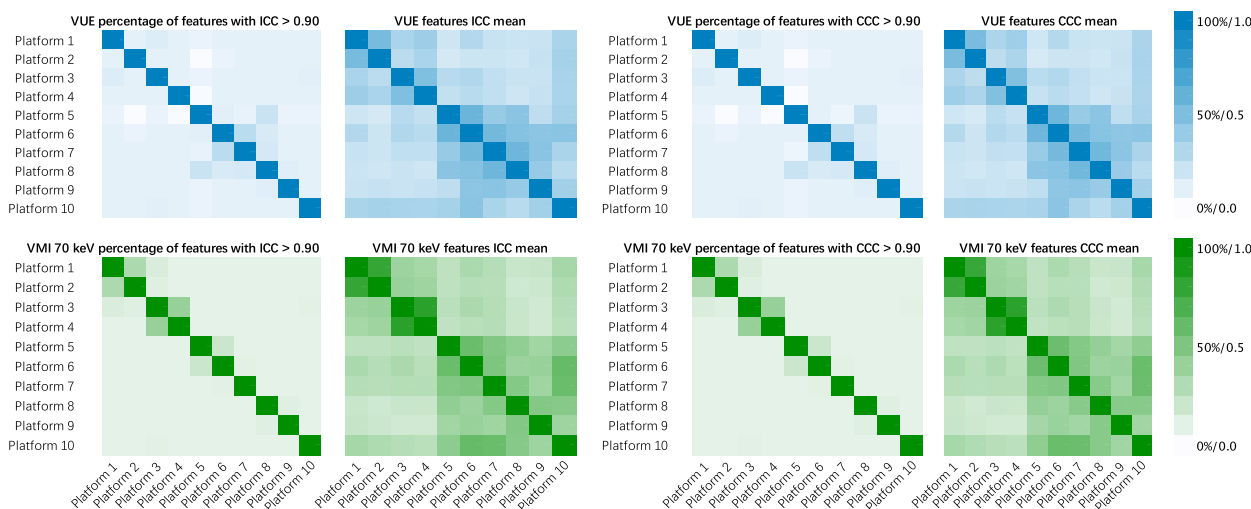 VUE percentage of features with ICC > 0.90
VUE features ICC mean
VUE percentage of features with CCC > 0.90
VUE features CCC mean
Platform 1
Platform 2
Platform 3
Platform 4
Platform 5
Platform 6
Platform 7
Platform 8
Platform 9
Platform 10
Platform 1
Platform 2
Platform 3
Platform 4
Platform 5
Platform 6
Platform 7
Platform 8
Platform 9
Platform 10
100%/1.0
50%/0.5
0%/0.0
VMI 70 keV percentage of features with ICC > 0.90
VMI 70 keV features ICC mean
VMI 70 keV percentage of features with CCC > 0.90
VMI 70 keV features CCC mean
Platform 1
Platform 2
Platform 3
Platform 4
Platform 5
Platform 6
Platform 7
Platform 8
Platform 9
Platform 10
Platform 1
Platform 2
Platform 3
Platform 4
Platform 5
Platform 6
Platform 7
Platform 8
Platform 9
Platform 10
100%/1.0
50%/0.5
0%/0.0
Platform 1
Platform 2
Platform 3
Platform 4
Platform 5
Platform 6
Platform 7
Platform 8
Platform 9
Platform 10
Platform 1
Platform 2
Platform 3
Platform 4
Platform 5
Platform 6
Platform 7
Platform 8
Platform 9
Platform 10
Platform 1
Platform 2
Platform 3
Platform 4
Platform 5
Platform 6
Platform 7
Platform 8
Platform 9
Platform 10
Platform 1
Platform 2
Platform 3
Platform 4
Platform 5
Platform 6
Platform 7
Platform 8
Platform 9
Platform 10